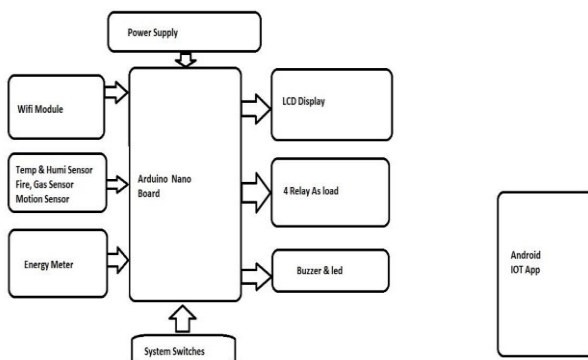 Power Supply
Wifi Module
Temp & Humi Sensor
Fire, Gas Sensor
Motion Sensor
Energy Meter
Arduino Nano
Board
LCD Display
4 Relay As load
Buzzer & led
System Switches
Android
IOT App